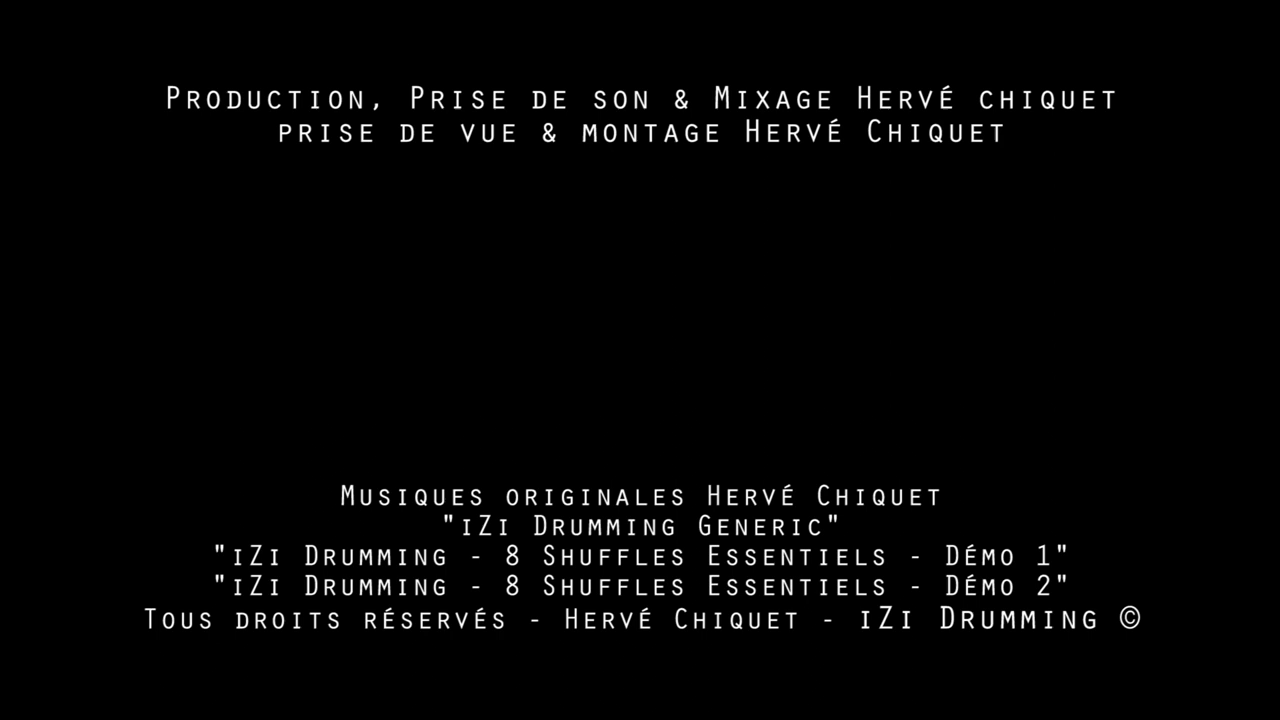 Production, Prise de son & Mixage Hervé chiquet
prise de vue & montage Hervé Chiquet
Musiques originales Hervé Chiquet
"iZi Drumming Generic"
"iZi Drumming - 8 Shuffles Essentiels - Démo 1"
"iZi Drumming - 8 Shuffles Essentiels - Démo 2"
Tous droits réservés - Hervé Chiquet - iZi Drumming ©